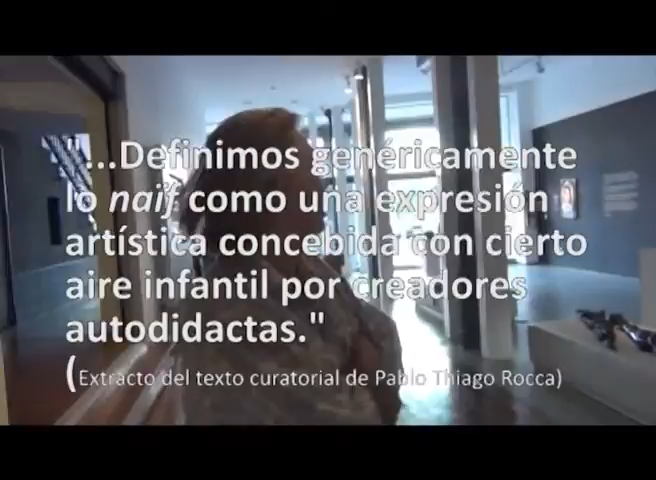 "...Definimos genéricamente
lo naif como una expresión
artística concebida con cierto
aire infantil por creadores
autodidactas."
(Extracto del texto curatorial de Pablo Thiago Rocca)